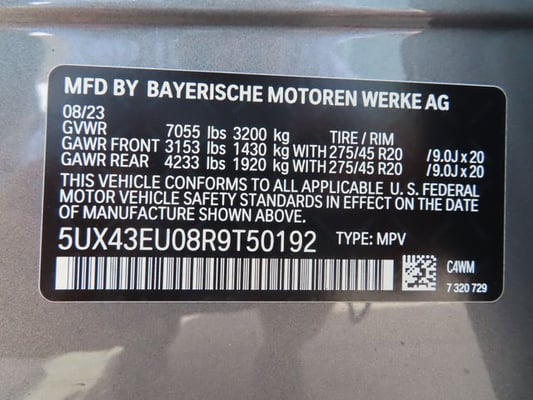 MFD BY BAYERISCHE MOTOREN WERKE AG
08/23
GVWR 7055 lbs 3200 kg TIRE / RIM
GAWR FRONT 3153 lbs 1430 kg WITH 275/45 R20 /9.0J x 20
GAWR REAR 4233 lbs 1920 kg WITH 275/45 R20 /9.0J x 20
THIS VEHICLE CONFORMS TO ALL APPLICABLE U. S. FEDERAL
MOTOR VEHICLE SAFETY STANDARDS IN EFFECT ON THE
DATE OF MANUFACTURE SHOWN ABOVE.
5UX43EU08R9T50192 TYPE: MPV
C4WM
7 320 729